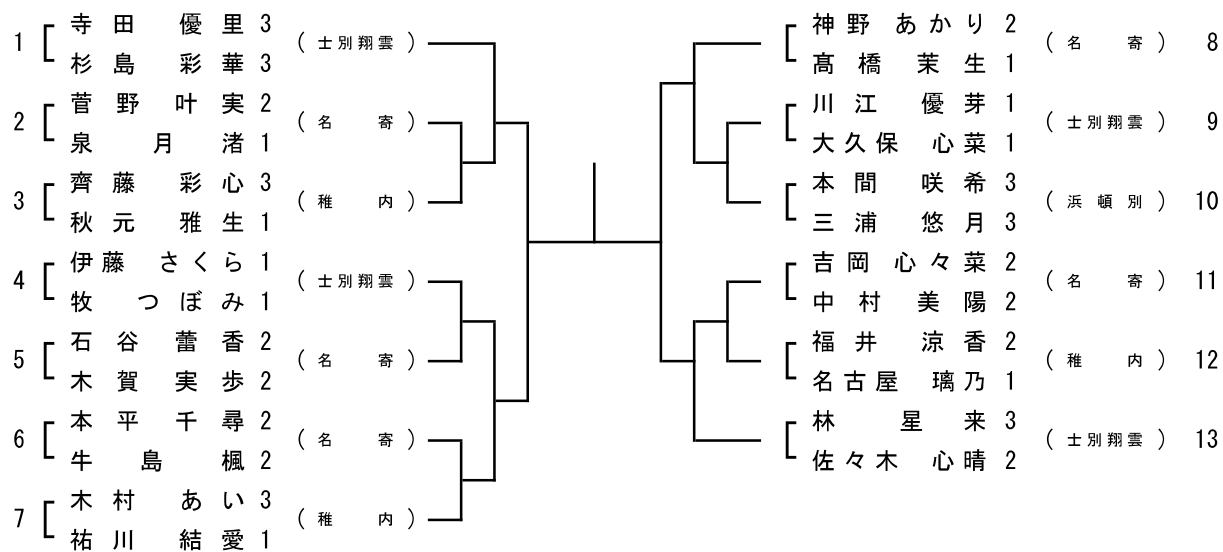 1 寺田 優里 3 (士別翔雲)
杉島 彩華 3
2 菅野 叶実 2 (名寄)
泉 月渚 1
3 齊藤 彩心 3 (稚内)
秋元 雅生 1
4 伊藤 さくら 1 (士別翔雲)
牧 つぼみ 1
5 石谷 蕾香 2 (名寄)
木賀 実歩 2
6 本平 千尋 2 (名寄)
牛島 楓 2
7 木村 あい 3 (稚内)
祐川 結愛 1
神野 あかり 2 (名寄) 8
髙橋 茉生 1
川江 優芽 1 (士別翔雲) 9
大久保 心菜 1
本間 咲希 3 (浜頓別) 10
三浦 悠月 3
吉岡 心々菜 2 (名寄) 11
中村 美陽 2
福井 涼香 2 (稚内) 12
名古屋 璃乃 1
林 星来 3 (士別翔雲) 13
佐々木 心晴 2